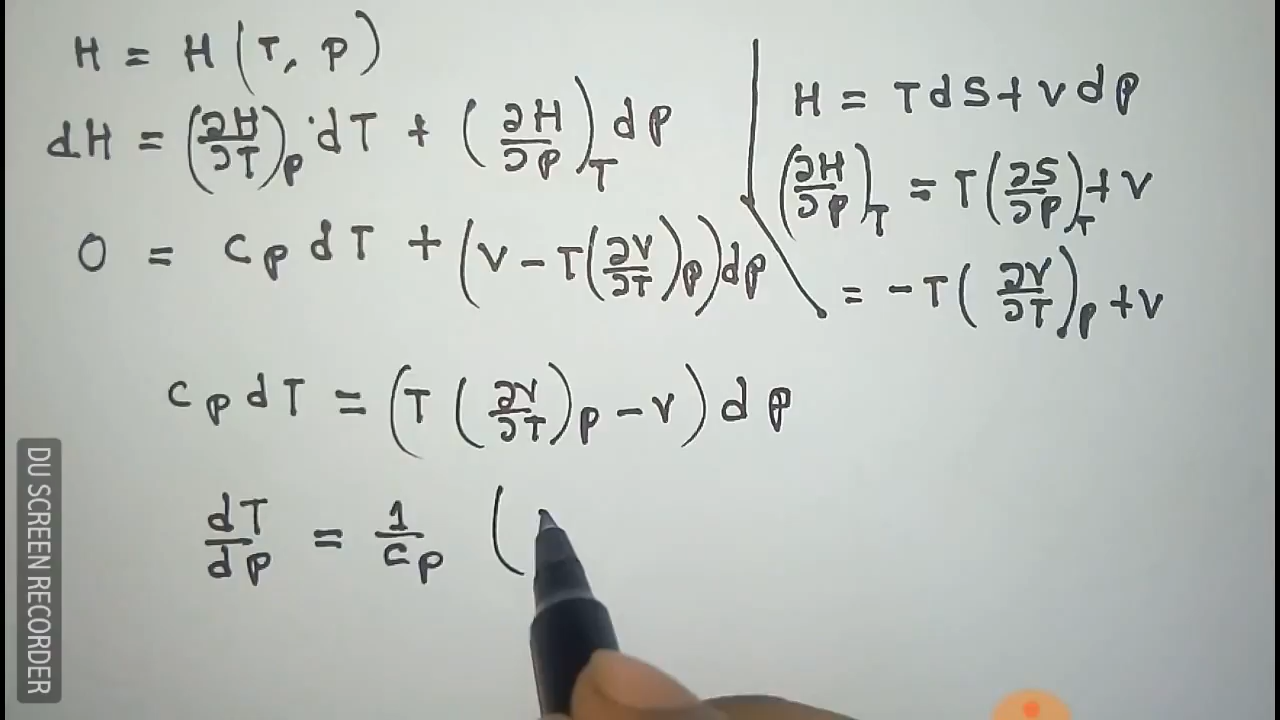 H = H(T, P)
dH = (∂H/∂T)_P · dT + (∂H/∂P)_T dP
0 = C_P dT + (V − T(∂V/∂T)_P) dP
C_P dT = (T(∂V/∂T)_P − V) dP
dT/dP = 1/C_P (
H = TdS + VdP
(∂H/∂P)_T = T(∂S/∂P)_T + V
= −T(∂V/∂T)_P + V
DU SCREEN RECORDER